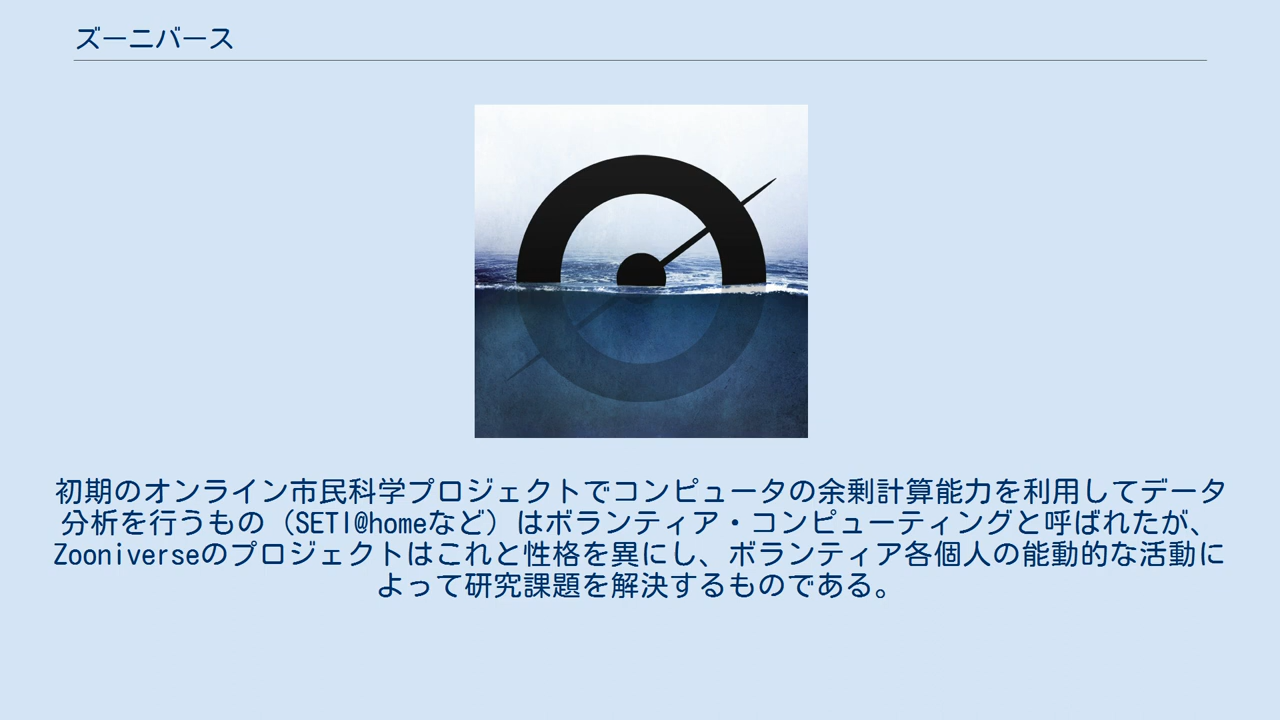 ズーニバース
初期のオンライン市民科学プロジェクトでコンピュータの余剰計算能力を利用してデータ
分析を行うもの（SETI@homeなど）はボランティア・コンピューティングと呼ばれたが、
Zooniverseのプロジェクトはこれと性格を異にし、ボランティア各個人の能動的な活動に
よって研究課題を解決するものである。